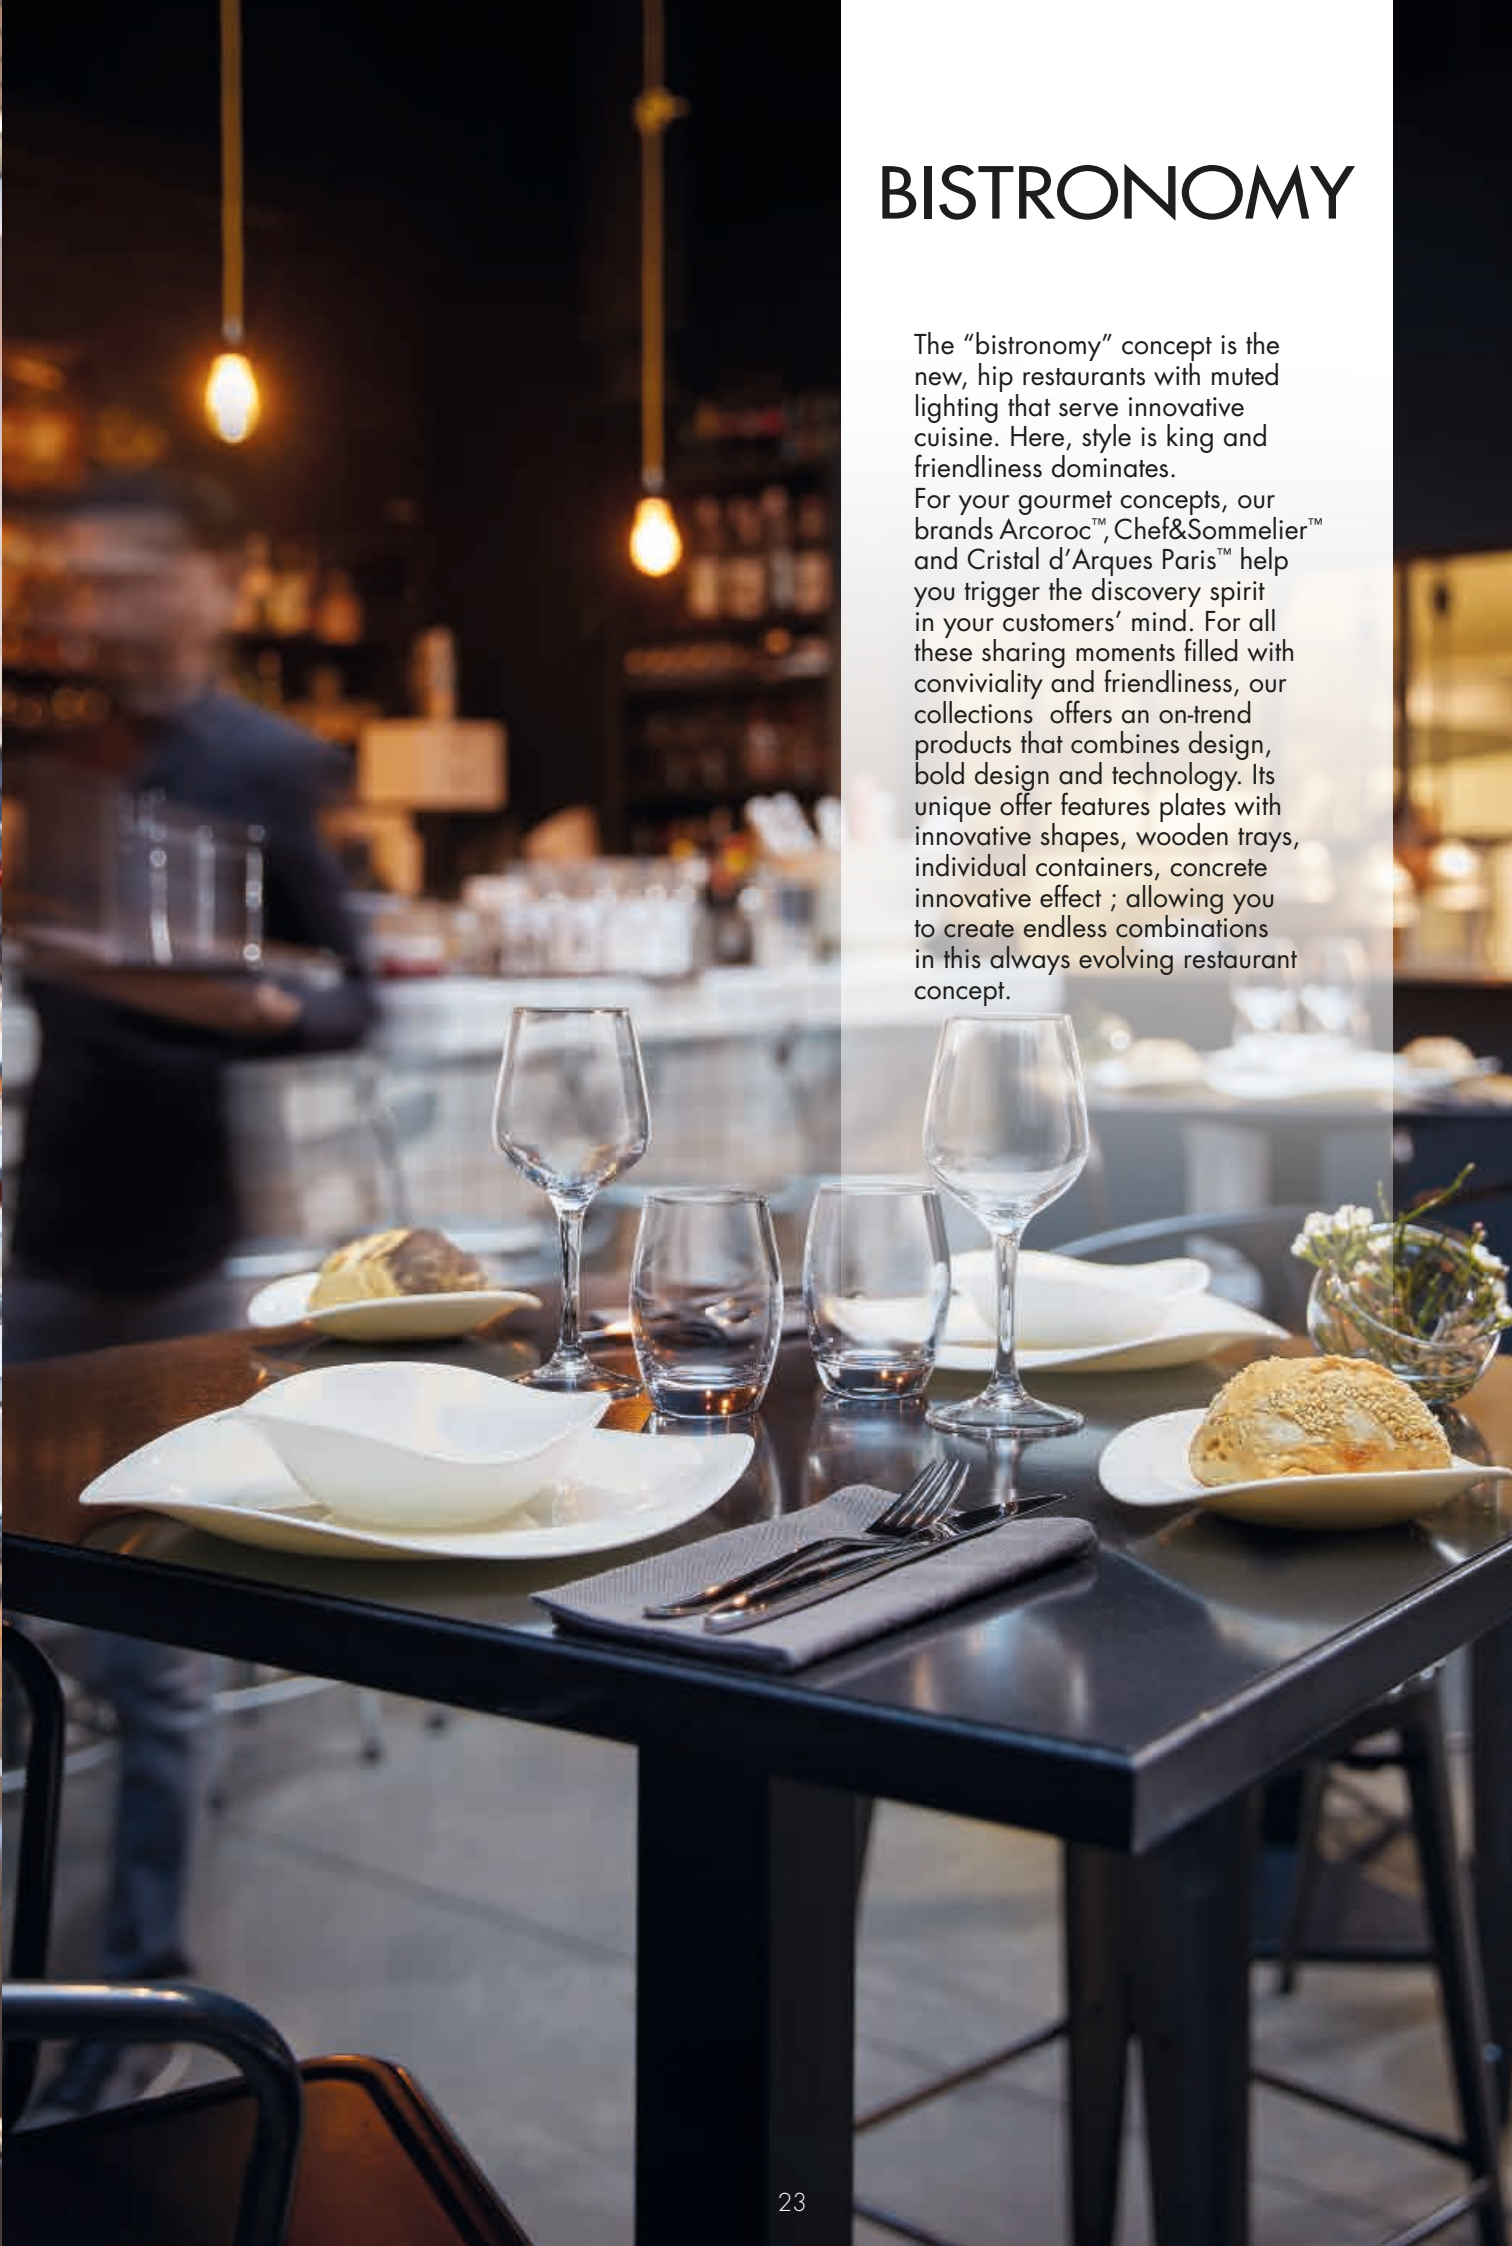 BISTRONOMY
The “bistronomy” concept is the
new, hip restaurants with muted
lighting that serve innovative
cuisine. Here, style is king and
friendliness dominates.
For your gourmet concepts, our
brands Arcoroc™, Chef&Sommelier™
and Cristal d’Arques Paris™ help
you trigger the discovery spirit
in your customers’ mind. For all
these sharing moments filled with
conviviality and friendliness, our
collections  offers an on-trend
products that combines design,
bold design and technology. Its
unique offer features plates with
innovative shapes, wooden trays,
individual containers, concrete
innovative effect ; allowing you
to create endless combinations
in this always evolving restaurant
concept.
23